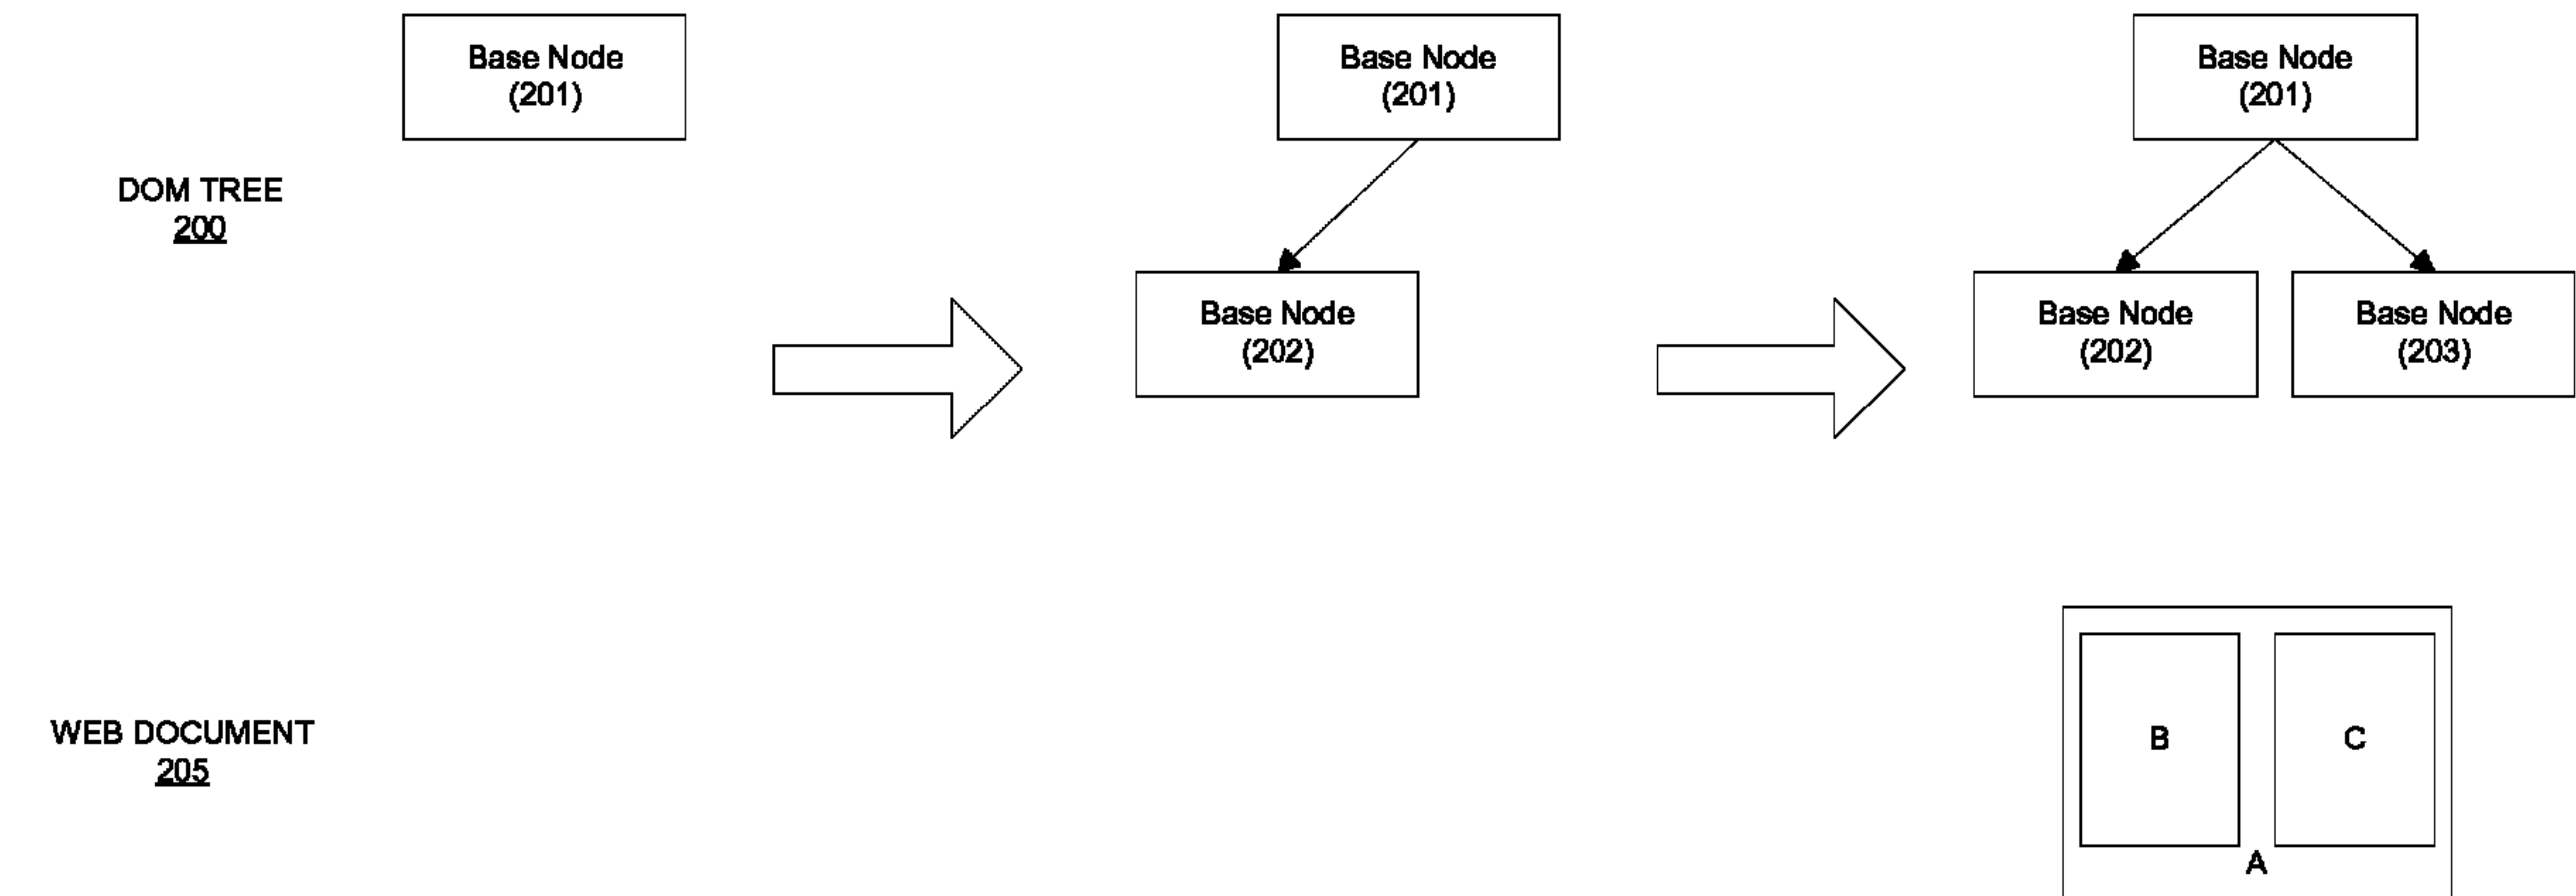 Base Node
(201)
Base Node
(201)
Base Node
(201)
DOM TREE
200
Base Node
(202)
Base Node
(202)
Base Node
(203)
WEB DOCUMENT
205
B
C
A